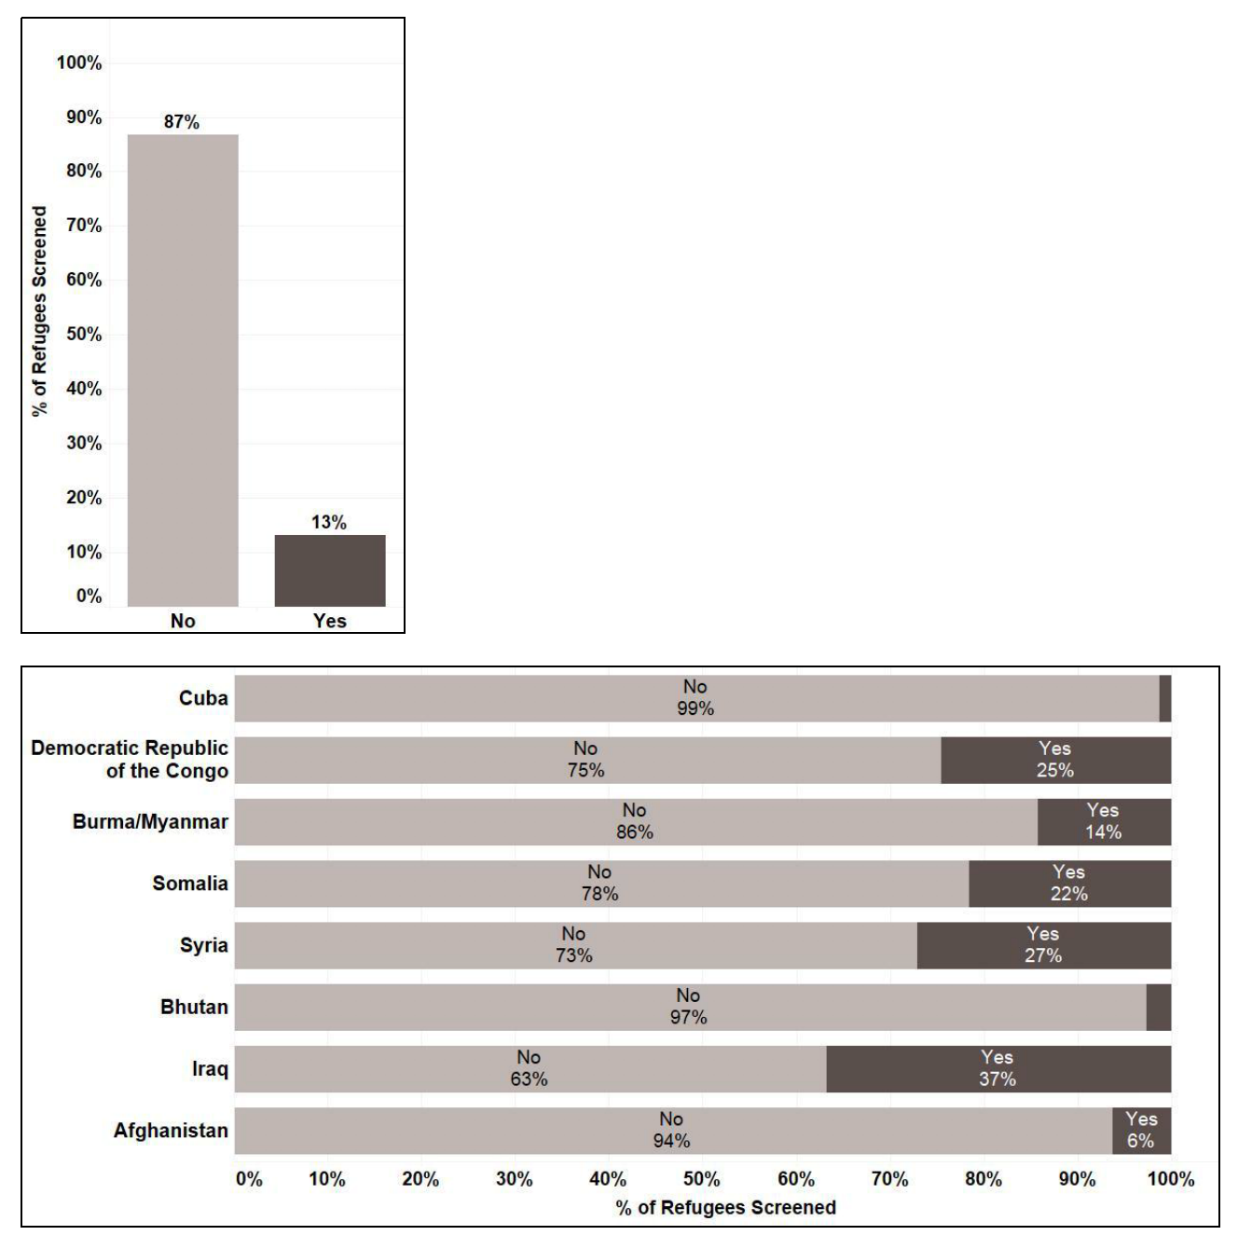 100%
90%
87%
80%
70%
60%
50%
40%
30%
20%
13%
10%
0%
% of Refugees Screened
No Yes
Cuba
No
99%
Democratic Republic
of the Congo
No
75%
Yes
25%
Burma/Myanmar
No
86%
Yes
14%
Somalia
No
78%
Yes
22%
Syria
No
73%
Yes
27%
Bhutan
No
97%
Iraq
No
63%
Yes
37%
Afghanistan
No
94%
Yes
6%
0% 10% 20% 30% 40% 50% 60% 70% 80% 90% 100%
% of Refugees Screened